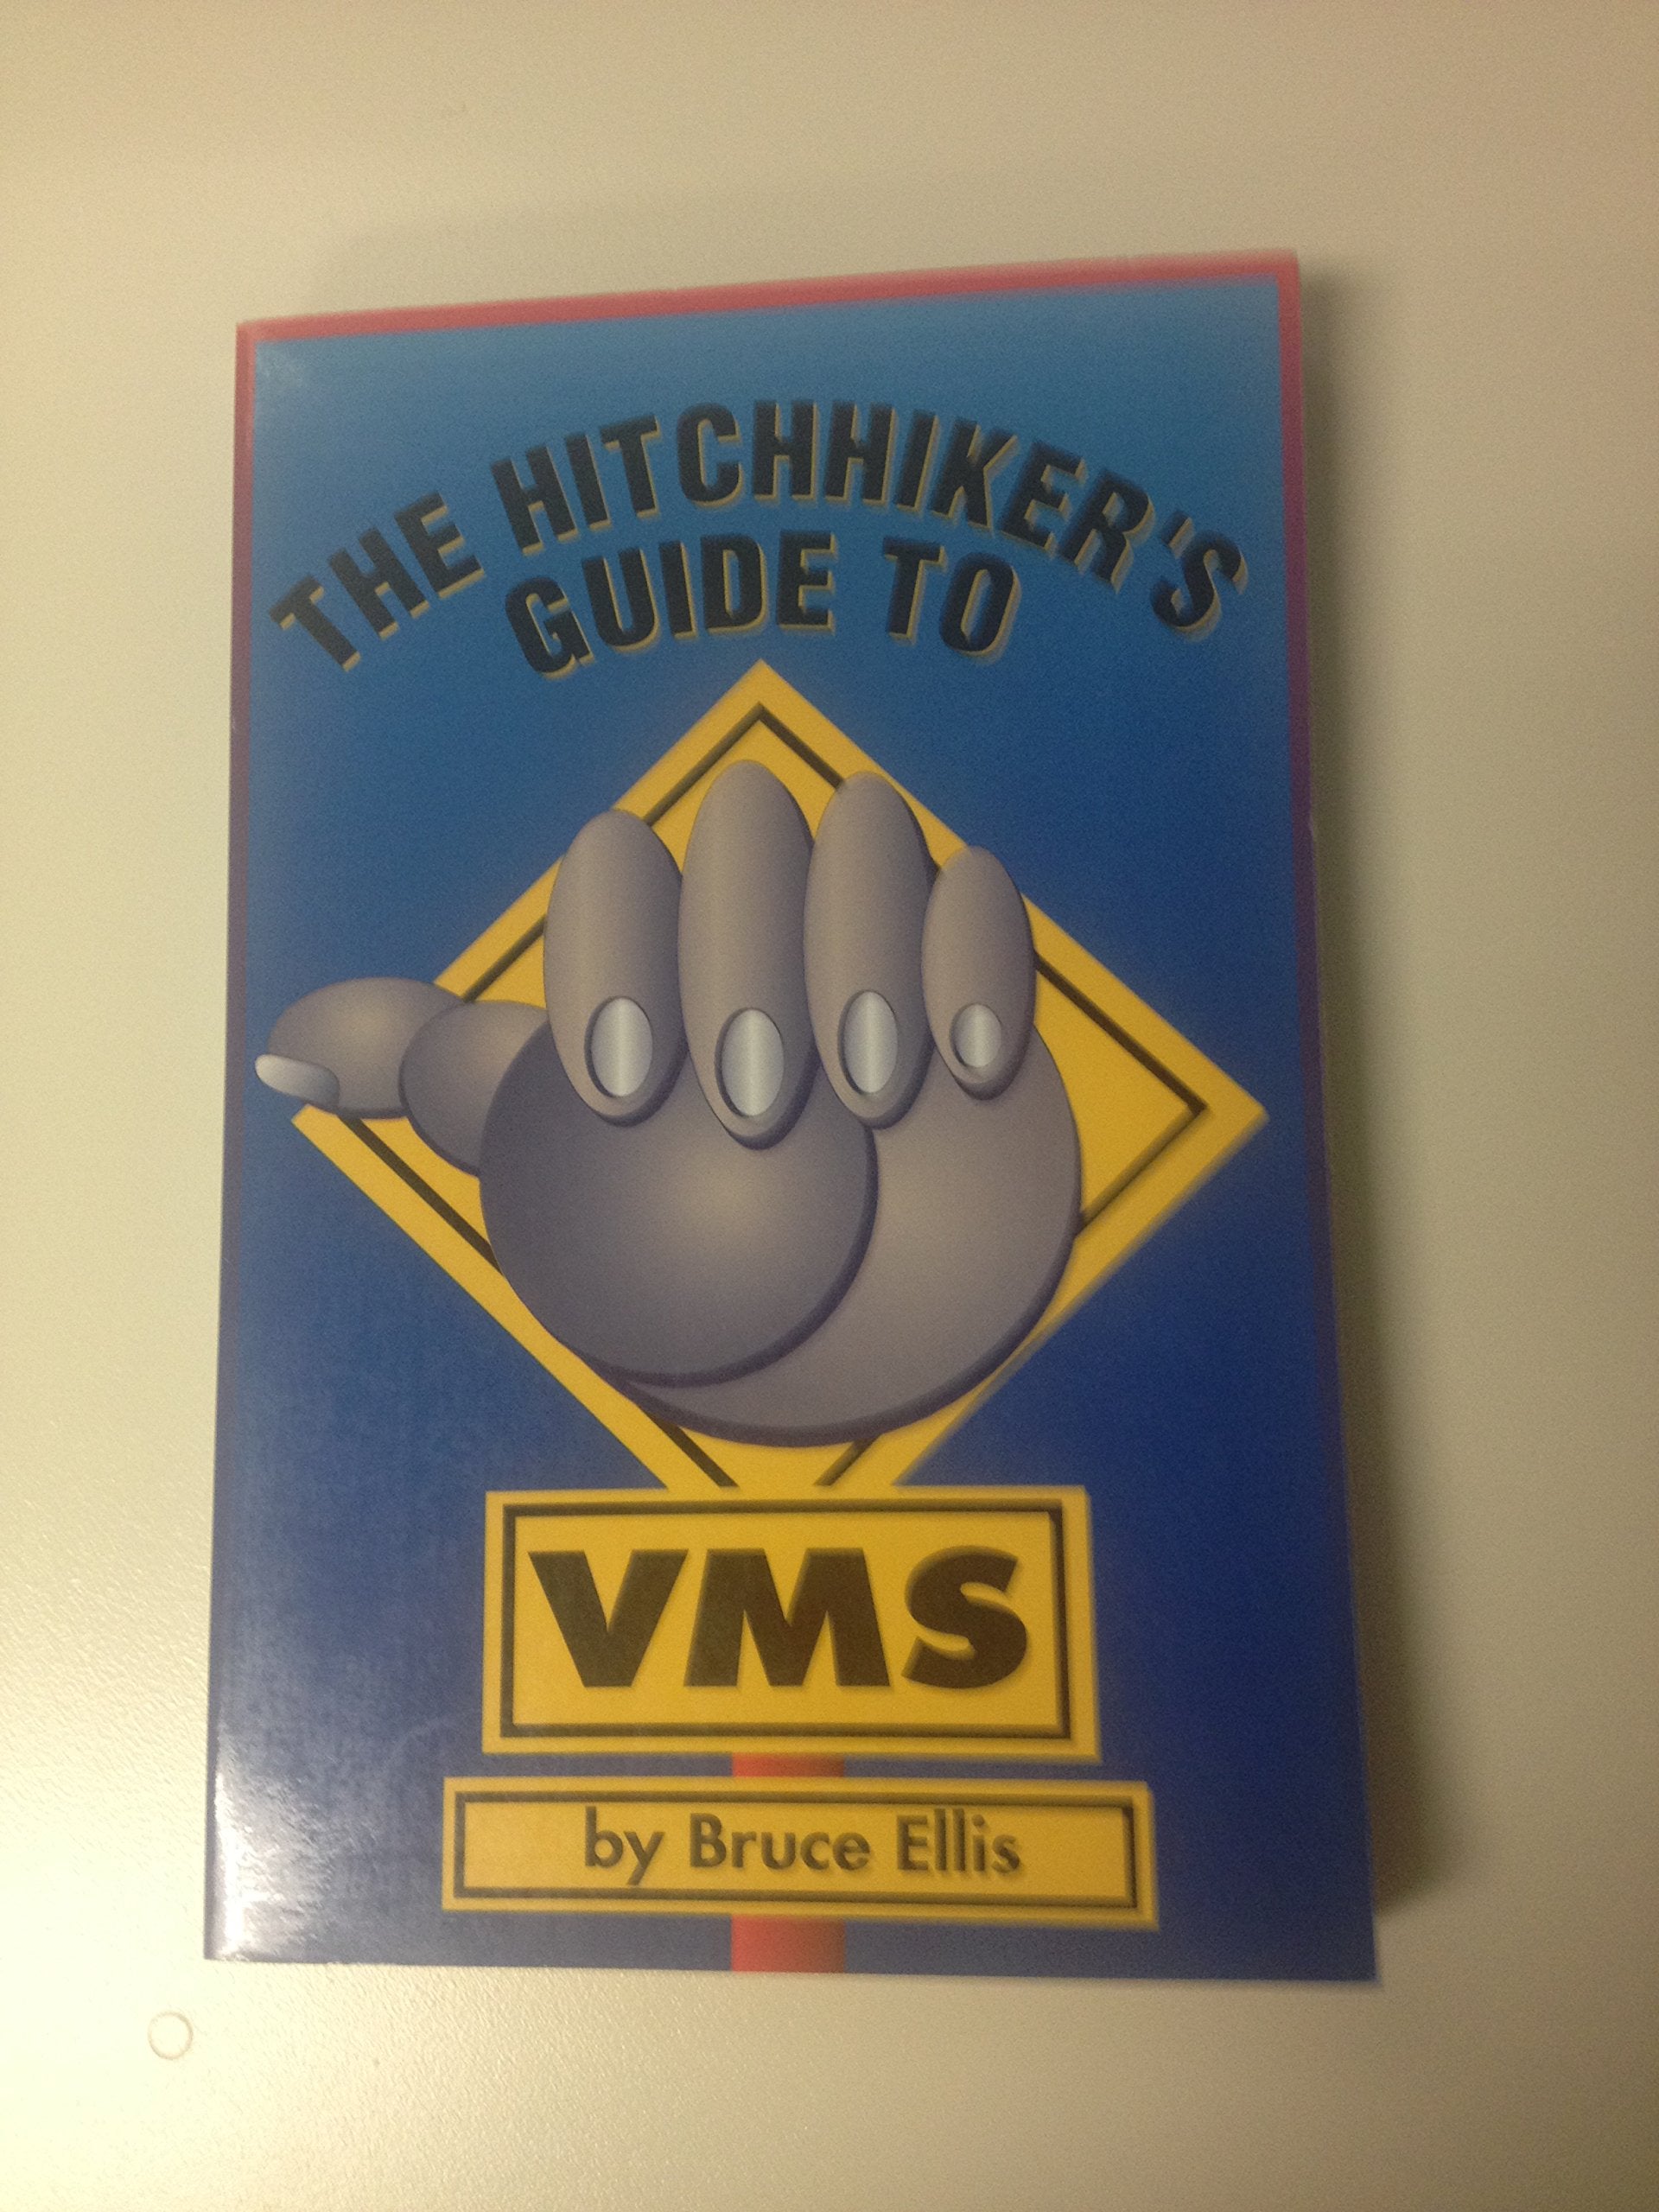 THE HITCHHIKER'S
GUIDE TO
VMS
by Bruce Ellis